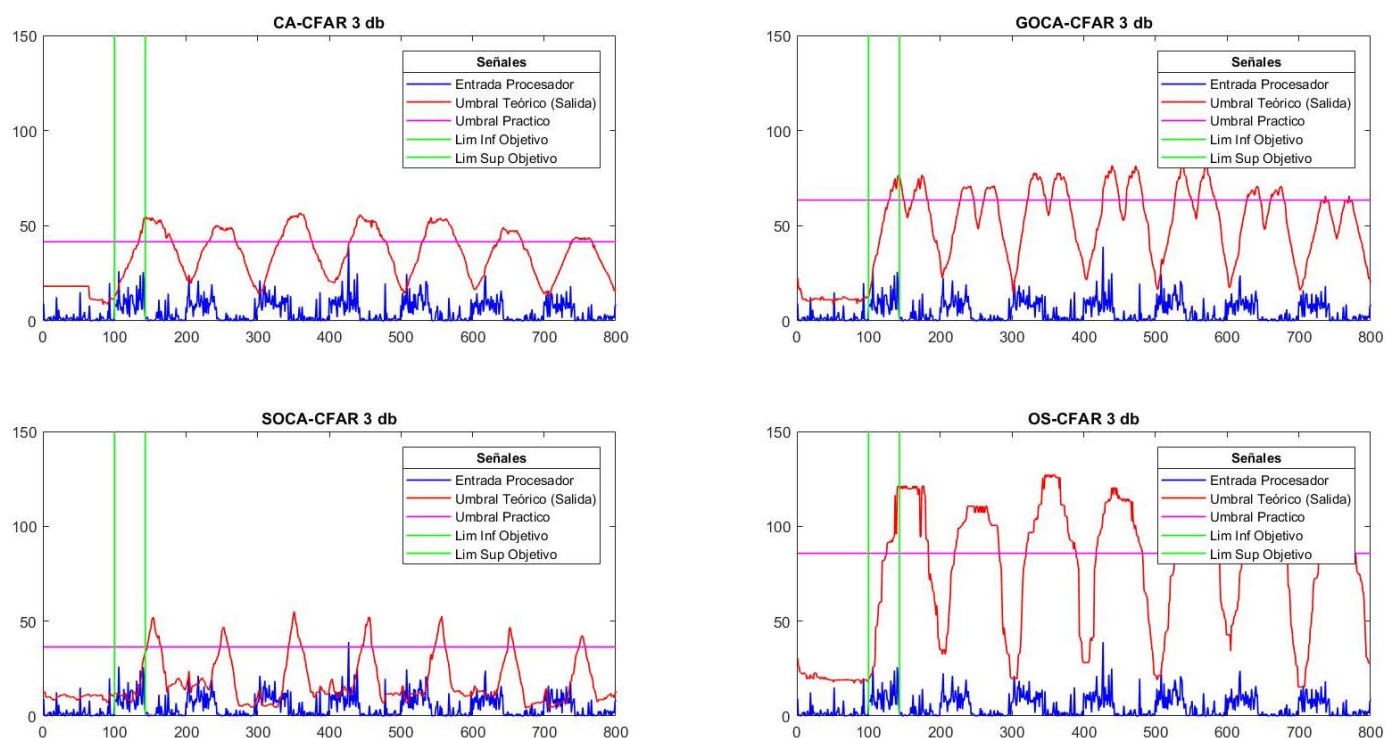 CA-CFAR 3 db
150
100
50
0
0 100 200 300 400 500 600 700 800
Señales
Entrada Procesador
Umbral Teórico (Salida)
Umbral Practico
Lim Inf Objetivo
Lim Sup Objetivo
GOCA-CFAR 3 db
150
100
50
0
0 100 200 300 400 500 600 700 800
Señales
Entrada Procesador
Umbral Teórico (Salida)
Umbral Practico
Lim Inf Objetivo
Lim Sup Objetivo
SOCA-CFAR 3 db
150
100
50
0
0 100 200 300 400 500 600 700 800
Señales
Entrada Procesador
Umbral Teórico (Salida)
Umbral Practico
Lim Inf Objetivo
Lim Sup Objetivo
OS-CFAR 3 db
150
100
50
0
0 100 200 300 400 500 600 700 800
Señales
Entrada Procesador
Umbral Teórico (Salida)
Umbral Practico
Lim Inf Objetivo
Lim Sup Objetivo